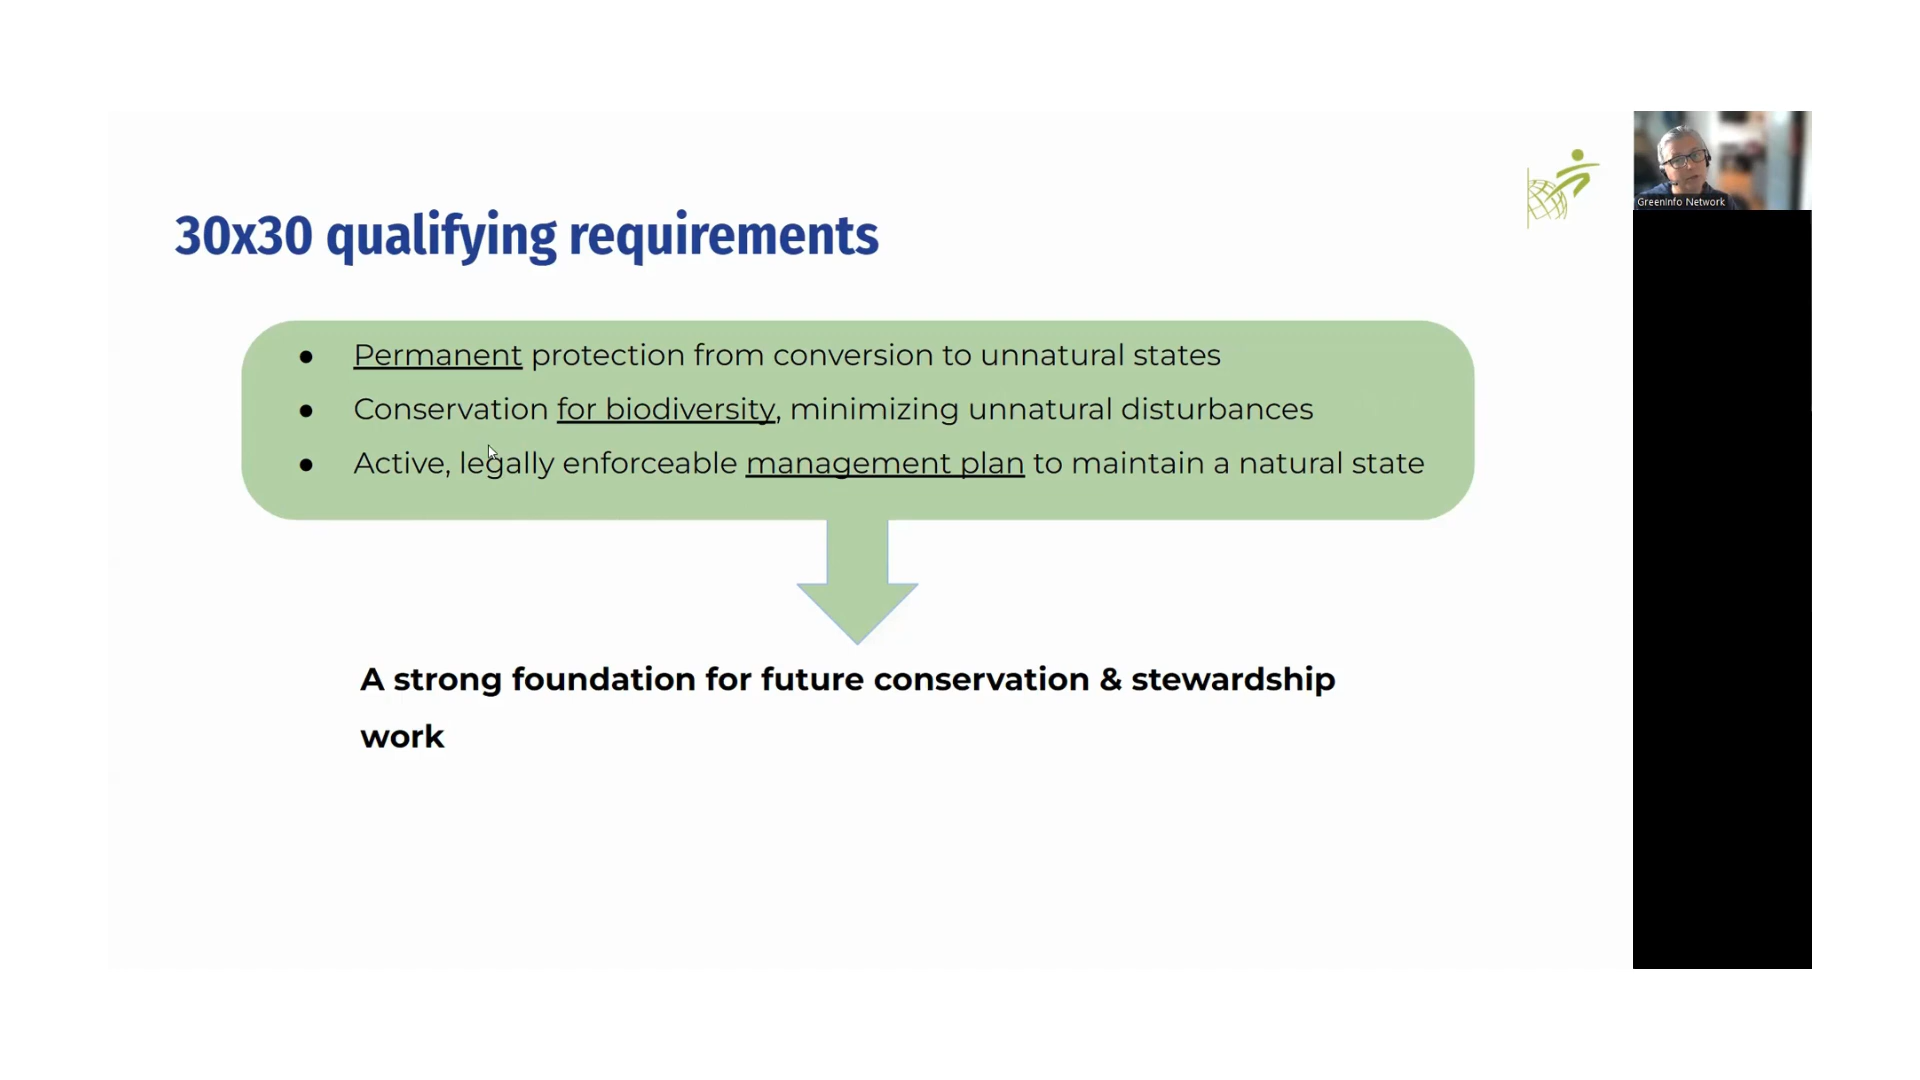 30x30 qualifying requirements
● Permanent protection from conversion to unnatural states
● Conservation for biodiversity, minimizing unnatural disturbances
● Active, legally enforceable management plan to maintain a natural state
A strong foundation for future conservation & stewardship
work
GreenInfo Network